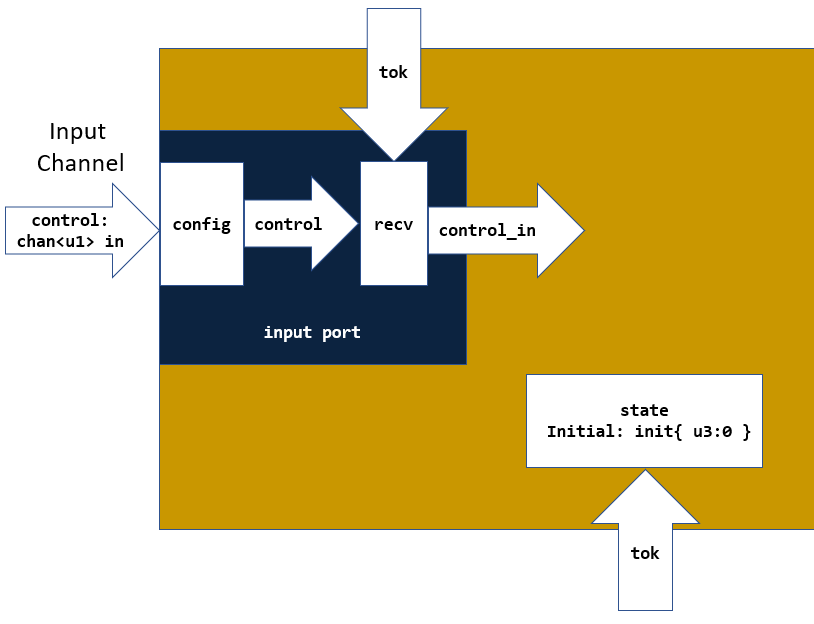 tok
Input
Channel
control:
chan<u1> in
config
control
recv
control_in
input port
state
Initial: init{ u3:0 }
tok